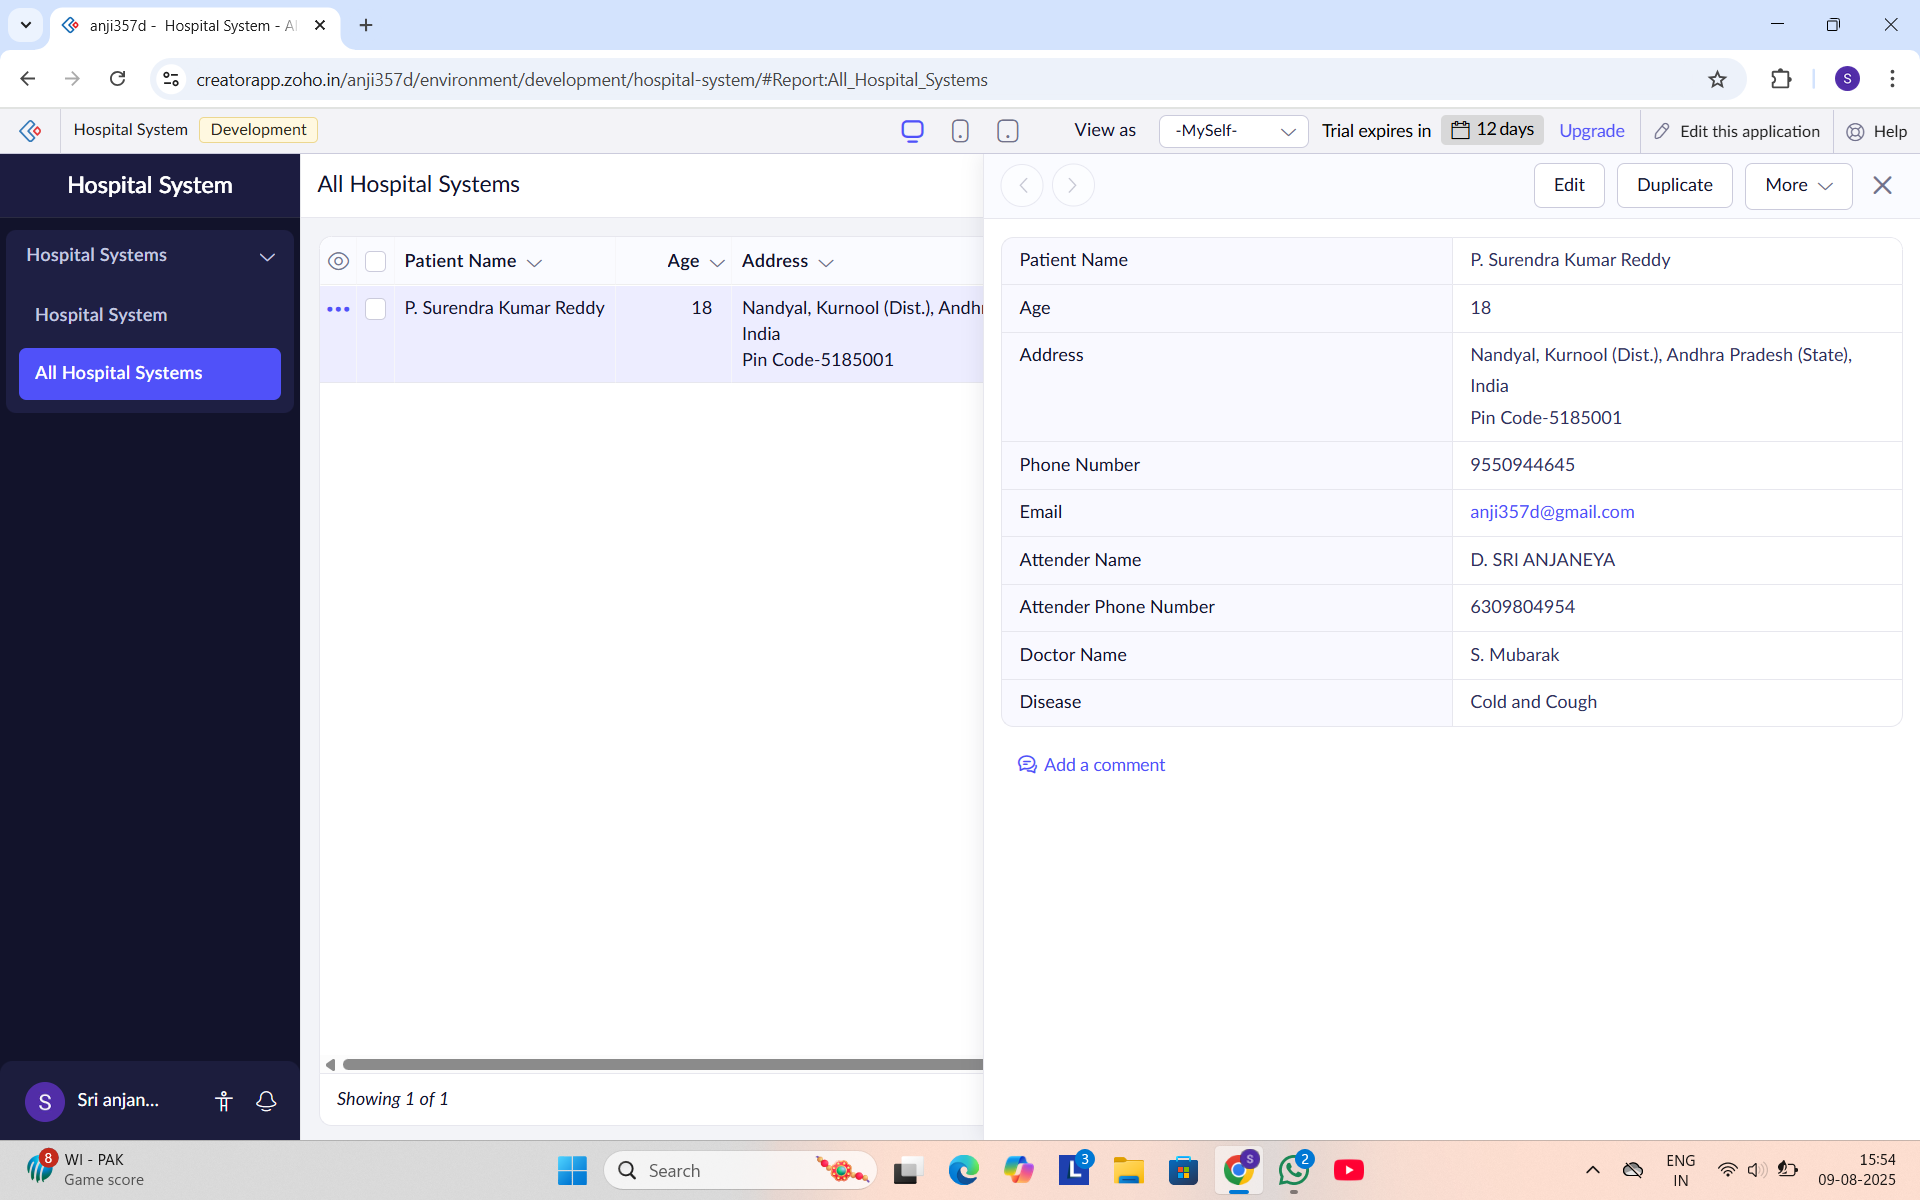 anji357d - Hospital System - Al
creatorapp.zoho.in/anji357d/environment/development/hospital-system/#Report:All_Hospital_Systems
S
Hospital System
Development
View as
-MySelf-
Trial expires in
12 days
Upgrade
Edit this application
Help
Hospital System
Hospital Systems
Hospital System
All Hospital Systems
S
Sri anjan...
All Hospital Systems
Patient Name
Age
Address
P. Surendra Kumar Reddy
18
Nandyal, Kurnool (Dist.), Andhr
India
Pin Code-5185001
Showing 1 of 1
Edit
Duplicate
More
Patient Name
P. Surendra Kumar Reddy
Age
18
Address
Nandyal, Kurnool (Dist.), Andhra Pradesh (State),
India
Pin Code-5185001
Phone Number
9550944645
Email
anji357d@gmail.com
Attender Name
D. SRI ANJANEYA
Attender Phone Number
6309804954
Doctor Name
S. Mubarak
Disease
Cold and Cough
Add a comment
8
WI - PAK
Game score
Search
L
3
S
2
ENG
IN
15:54
09-08-2025